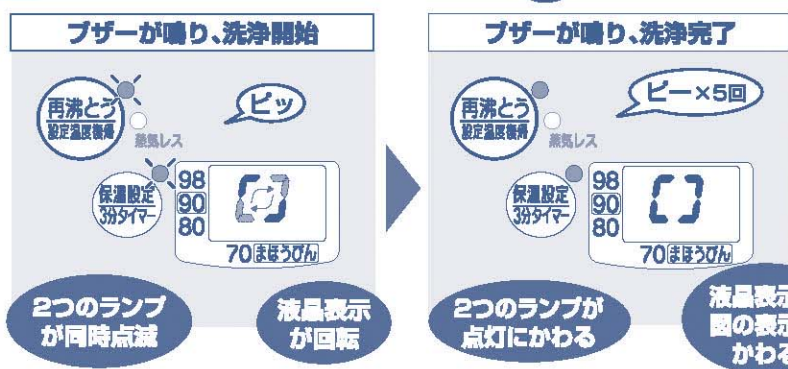 ブザーが鳴り、洗浄開始
再沸とう
設定温度復帰
ピッ
蒸気レス
保温設定
3分タイマー
98
90
80
70 まほうびん
2つのランプ
が同時点滅
液晶表示
が回転
ブザーが鳴り、洗浄完了
再沸とう
設定温度復帰
ピー×5回
蒸気レス
保温設定
3分タイマー
98
90
80
70 まほうびん
2つのランプが
点灯にかわる
液晶表示
図の表示
かわる